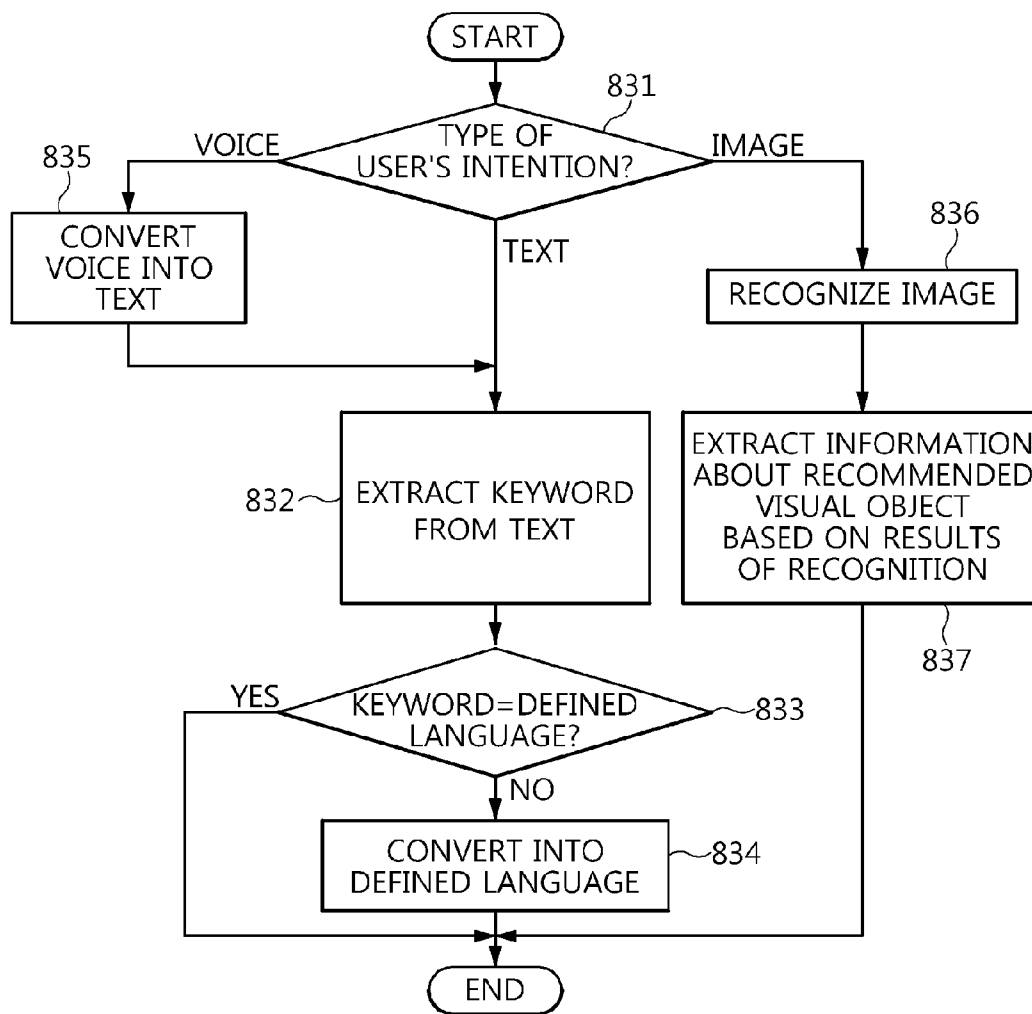 START
831
TYPE OF
USER'S INTENTION?
VOICE
IMAGE
TEXT
835
CONVERT
VOICE INTO
TEXT
836
RECOGNIZE IMAGE
832
EXTRACT KEYWORD
FROM TEXT
EXTRACT INFORMATION
ABOUT RECOMMENDED
VISUAL OBJECT
BASED ON RESULTS
OF RECOGNITION
837
YES
KEYWORD=DEFINED
LANGUAGE?
833
NO
CONVERT INTO
DEFINED LANGUAGE
834
END